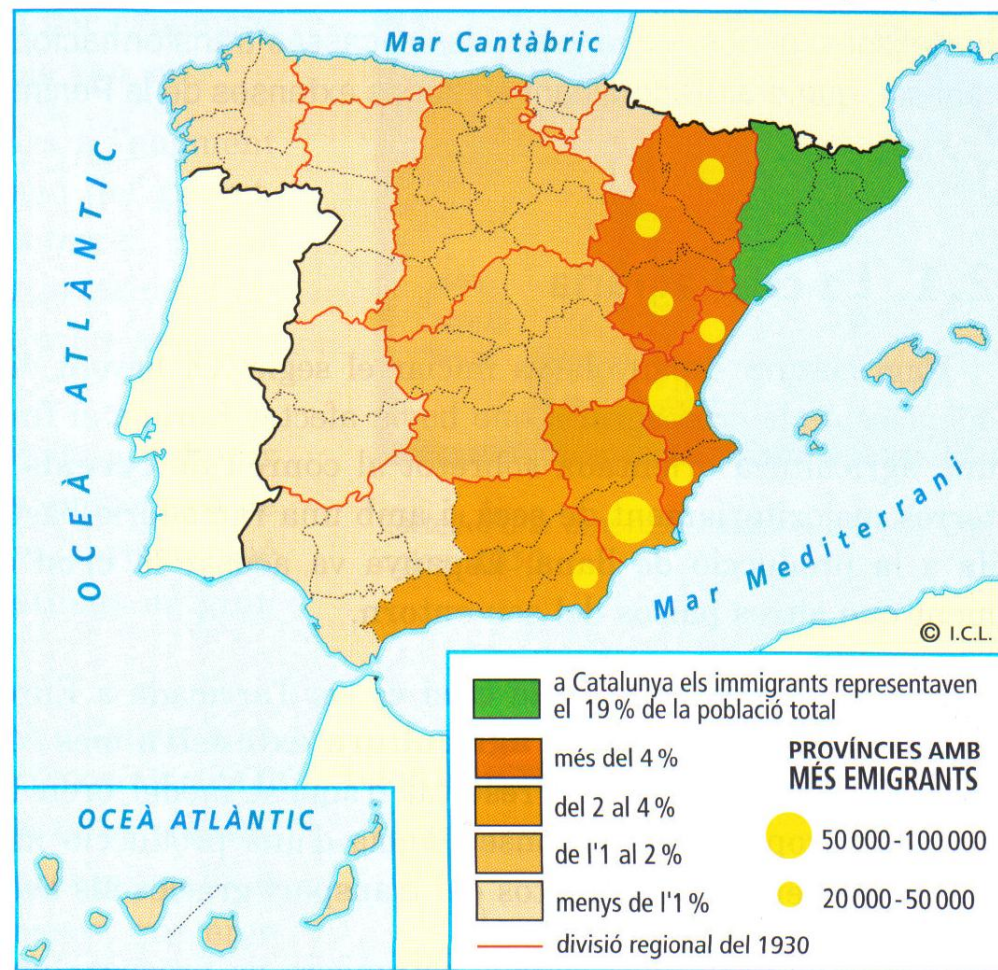 Mar Cantàbric
OCEÀ ATLÀNTIC
Mar Mediterrani
© I.C.L.
a Catalunya els immigrants representaven
el 19 % de la població total
més del 4 %
del 2 al 4 %
de l'1 al 2 %
menys de l'1 %
divisió regional del 1930
PROVÍNCIES AMB
MÉS EMIGRANTS
50 000 - 100 000
20 000 - 50 000
OCEÀ ATLÀNTIC